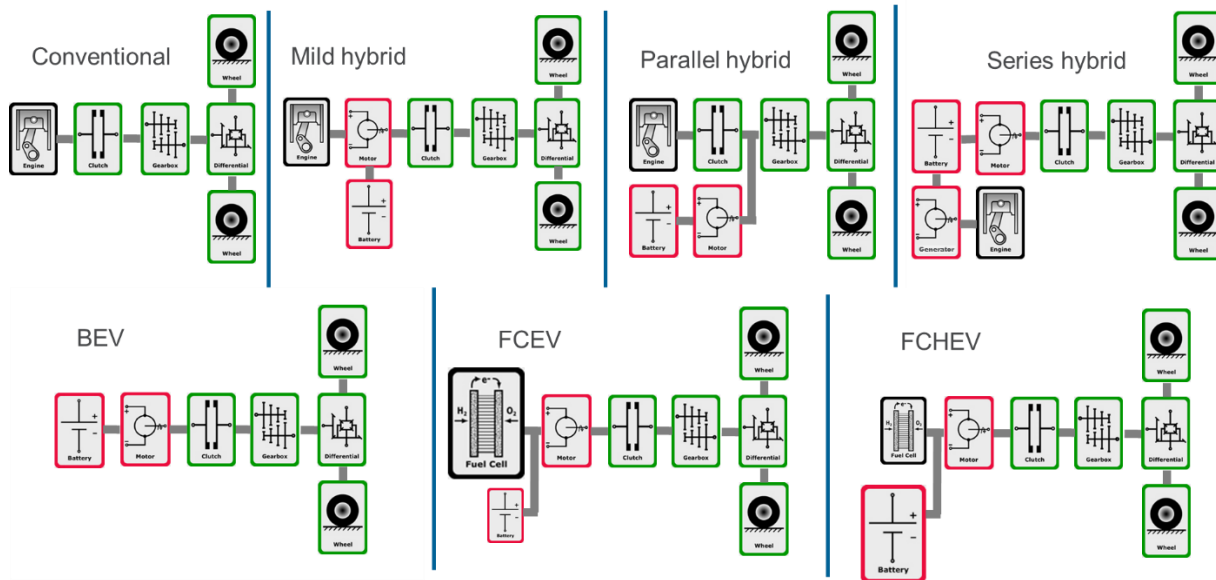 Conventional
Wheel
Engine
Clutch
Gearbox
Differential
Wheel
Mild hybrid
Wheel
Engine
+
-
Motor
Clutch
Gearbox
Differential
+
-
Battery
Wheel
Parallel hybrid
Wheel
Engine
Clutch
Gearbox
Differential
+
-
Battery
+
-
Motor
Wheel
Series hybrid
Wheel
+
-
Battery
+
-
Motor
Clutch
Gearbox
Differential
+
-
Generator
Engine
Wheel
BEV
Wheel
+
-
Battery
+
-
Motor
Clutch
Gearbox
Differential
Wheel
FCEV
Wheel
e-
H2 O2
Fuel Cell
+
-
Motor
Clutch
Gearbox
Differential
+
-
Battery
Wheel
FCHEV
Wheel
e-
H2 O2
Fuel Cell
+
-
Motor
Clutch
Gearbox
Differential
+
-
Battery
Wheel